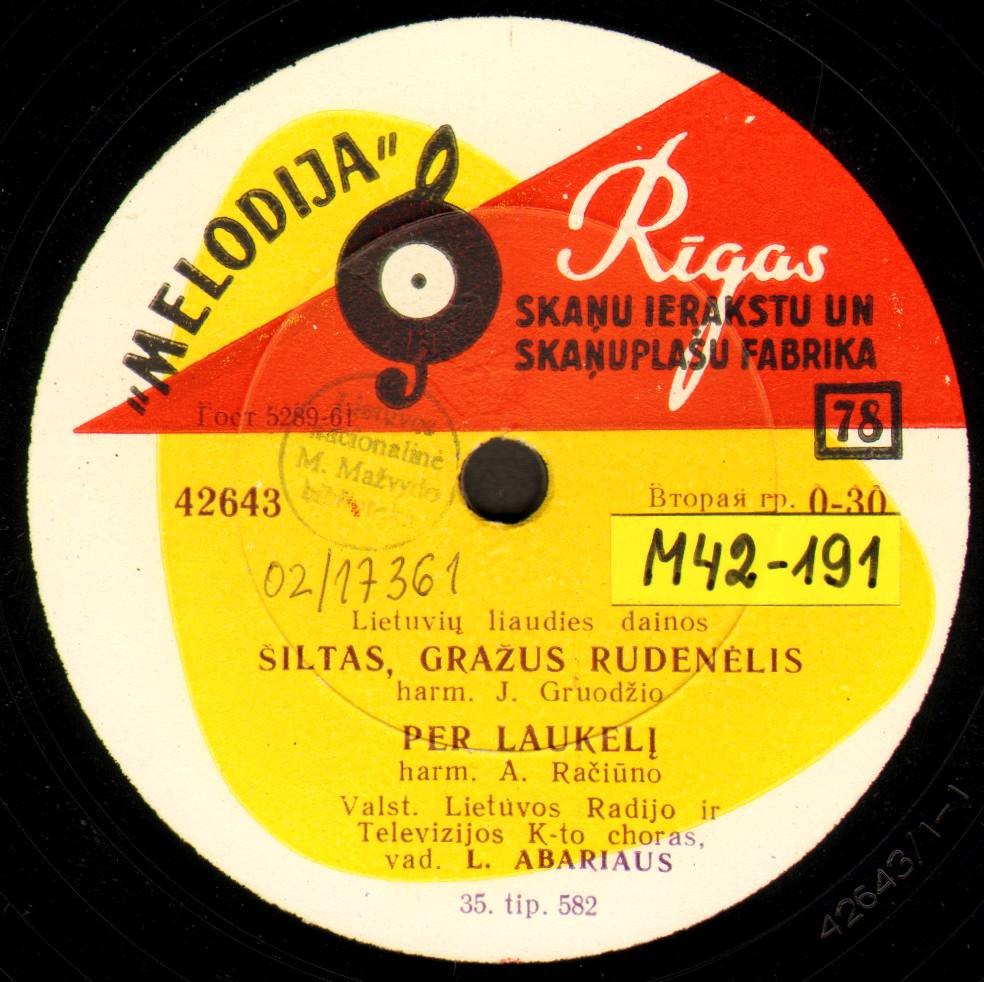 "MELODIJA"
Rīgas
SKAŅU IERAKSTU UN
SKAŅUPLAŠU FABRIKA
78
Гост 5289-61
Lietuvos
nacionalinė
M. Mažvydo
42643
Вторая гр. 0-30
M42-191
02/17361
Lietuvių liaudies dainos
ŠILTAS, GRAŽUS RUDENĖLIS
harm. J. Gruodžio
PER LAUKELĮ
harm. A. Račiūno
Valst. Lietuvos Radijo ir
Televizijos K-to choras,
vad. L. ABARIAUS
35. tip. 582
42643/1-1